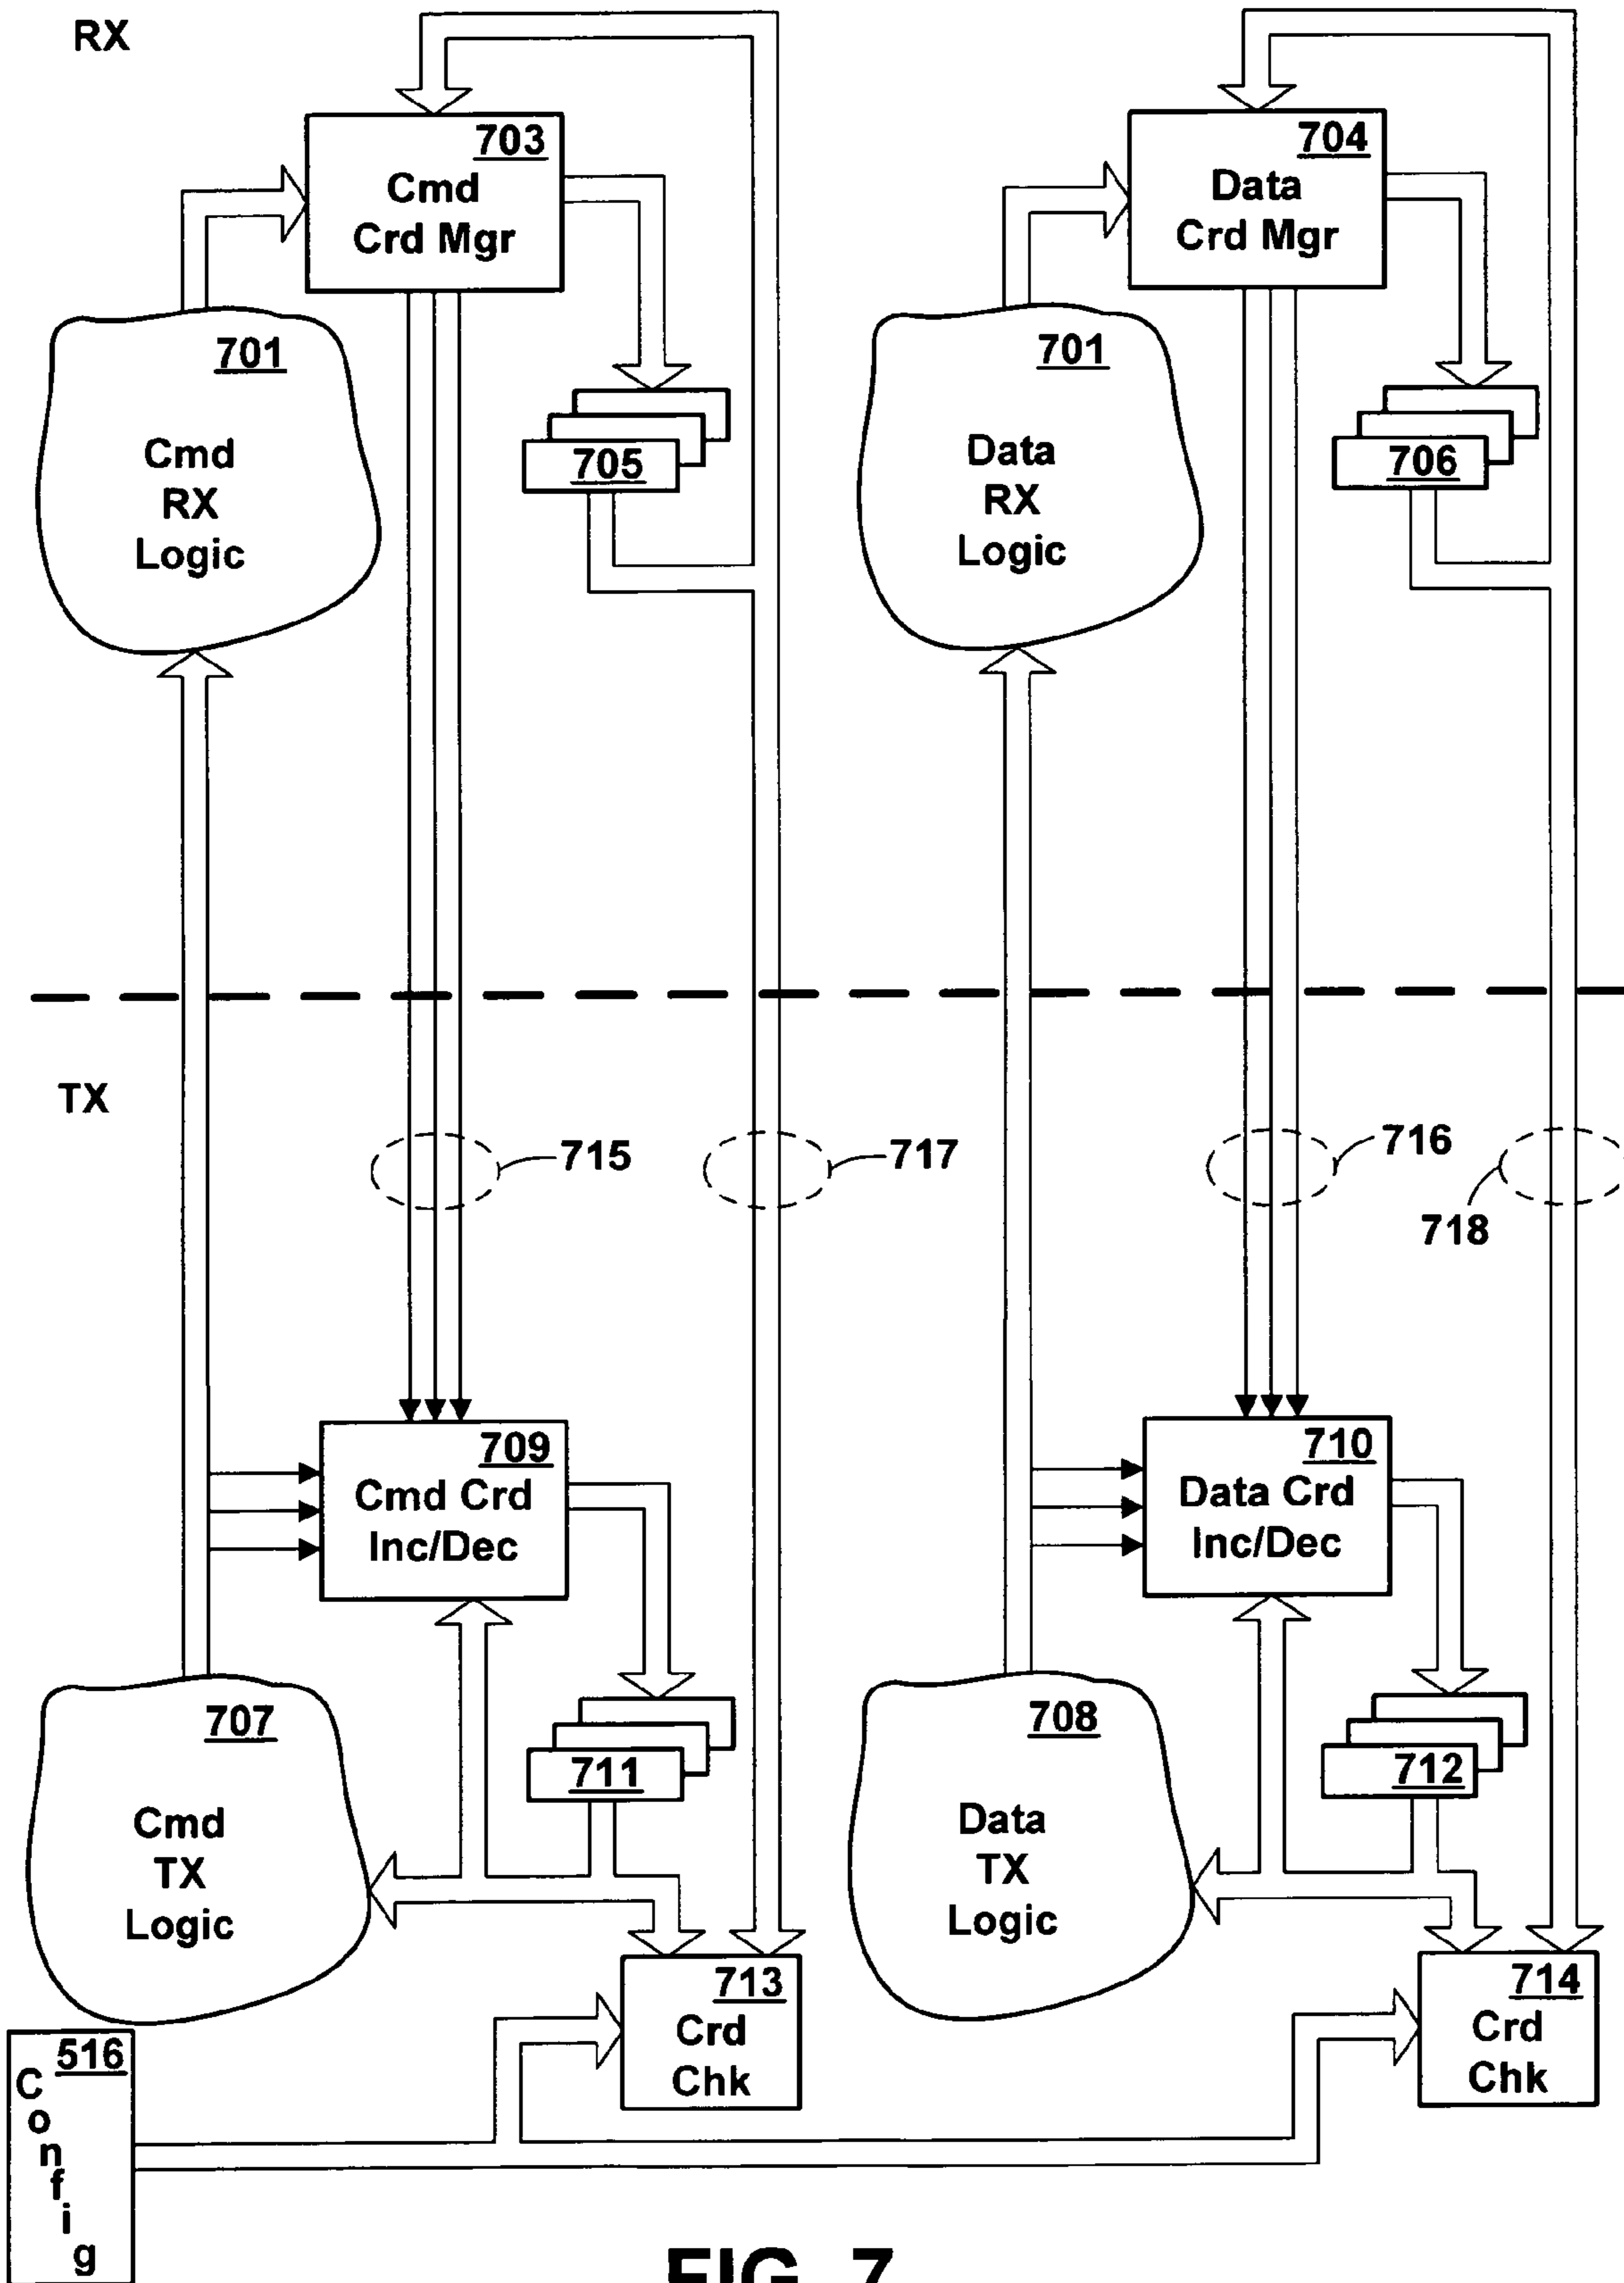 RX
703
Cmd
Crd Mgr
704
Data
Crd Mgr
701
Cmd
RX
Logic
705
701
Data
RX
Logic
706
TX
715
717
716
718
709
Cmd Crd
Inc/Dec
710
Data Crd
Inc/Dec
707
Cmd
TX
Logic
711
708
Data
TX
Logic
712
713
Crd
Chk
714
Crd
Chk
516
Config
FIG. 7